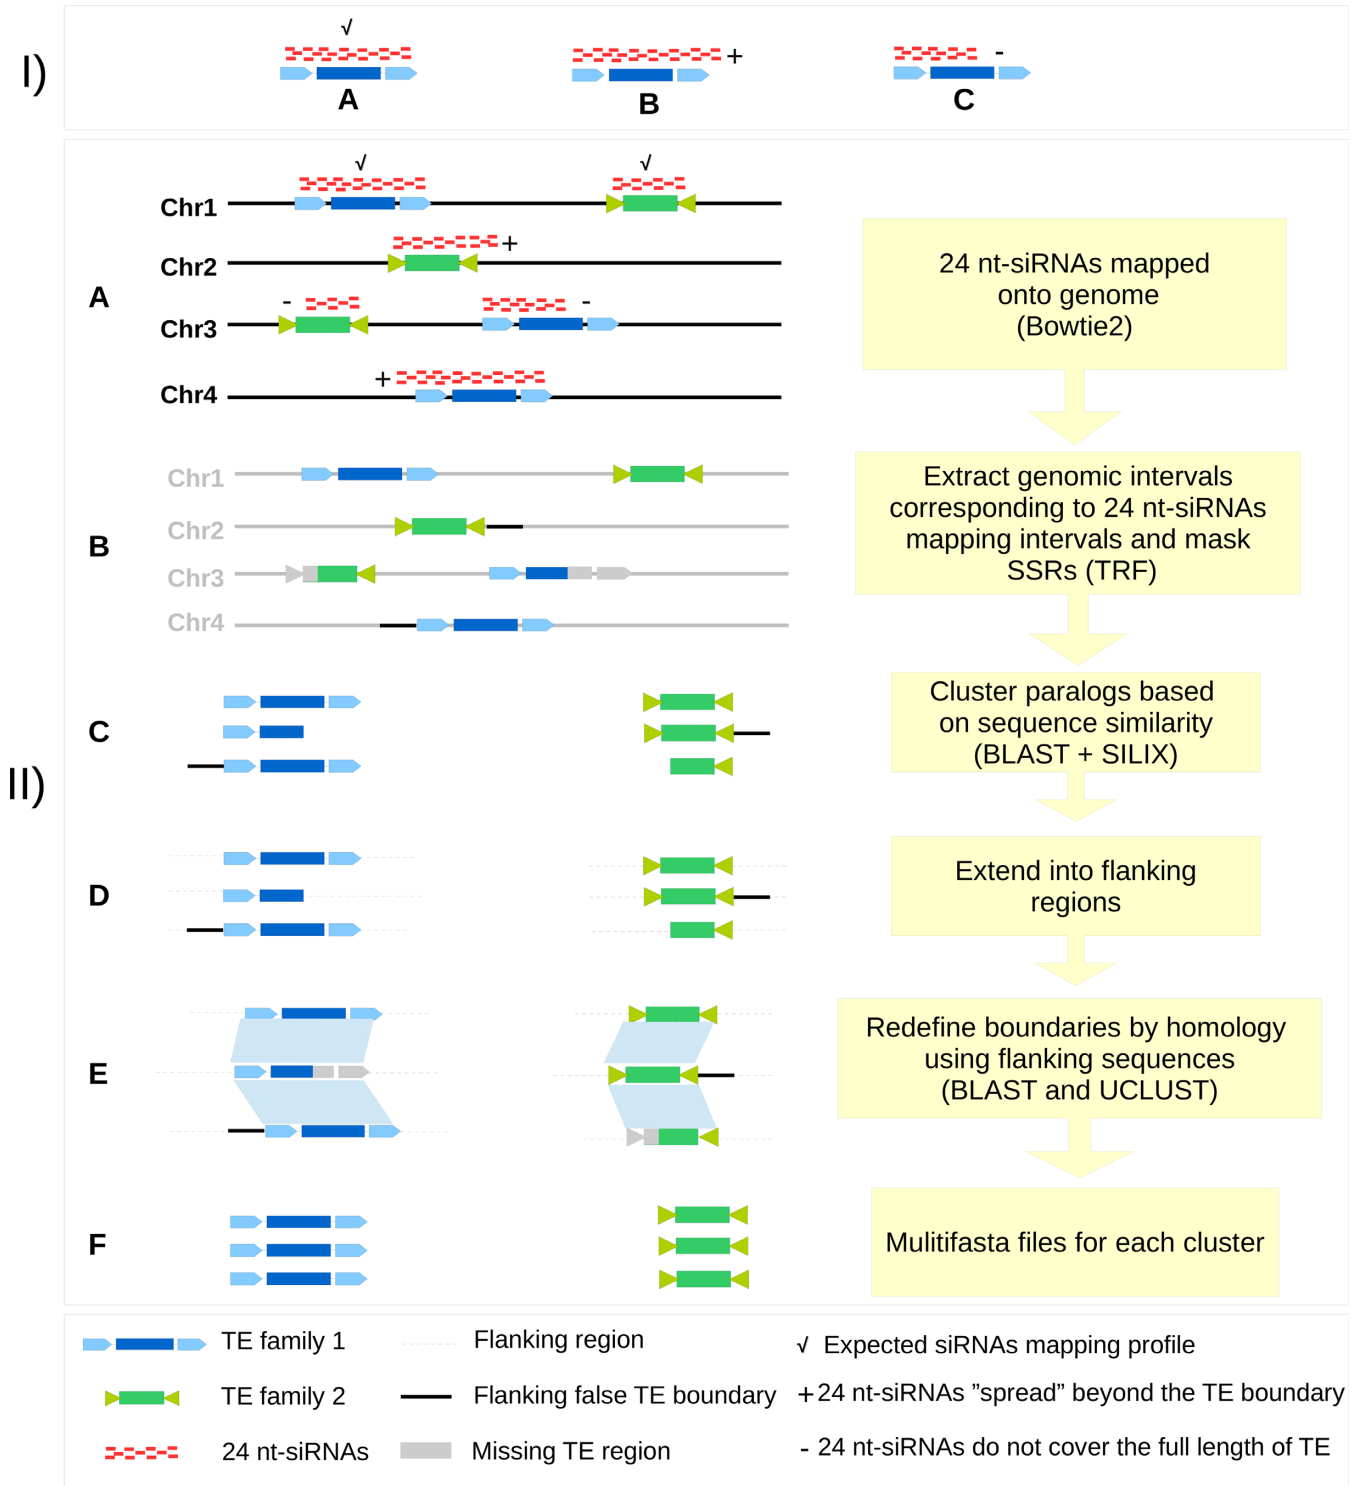 I)
√
+
-
A
B
C
II)
A
√
√
Chr1
+
Chr2
-
-
Chr3
+
Chr4
24 nt-siRNAs mapped
onto genome
(Bowtie2)
B
Chr1
Chr2
Chr3
Chr4
Extract genomic intervals
corresponding to 24 nt-siRNAs
mapping intervals and mask
SSRs (TRF)
C
Cluster paralogs based
on sequence similarity
(BLAST + SILIX)
D
Extend into flanking
regions
E
Redefine boundaries by homology
using flanking sequences
(BLAST and UCLUST)
F
Mulitifasta files for each cluster
TE family 1
Flanking region
√ Expected siRNAs mapping profile
TE family 2
Flanking false TE boundary
+ 24 nt-siRNAs ”spread” beyond the TE boundary
24 nt-siRNAs
Missing TE region
- 24 nt-siRNAs do not cover the full length of TE